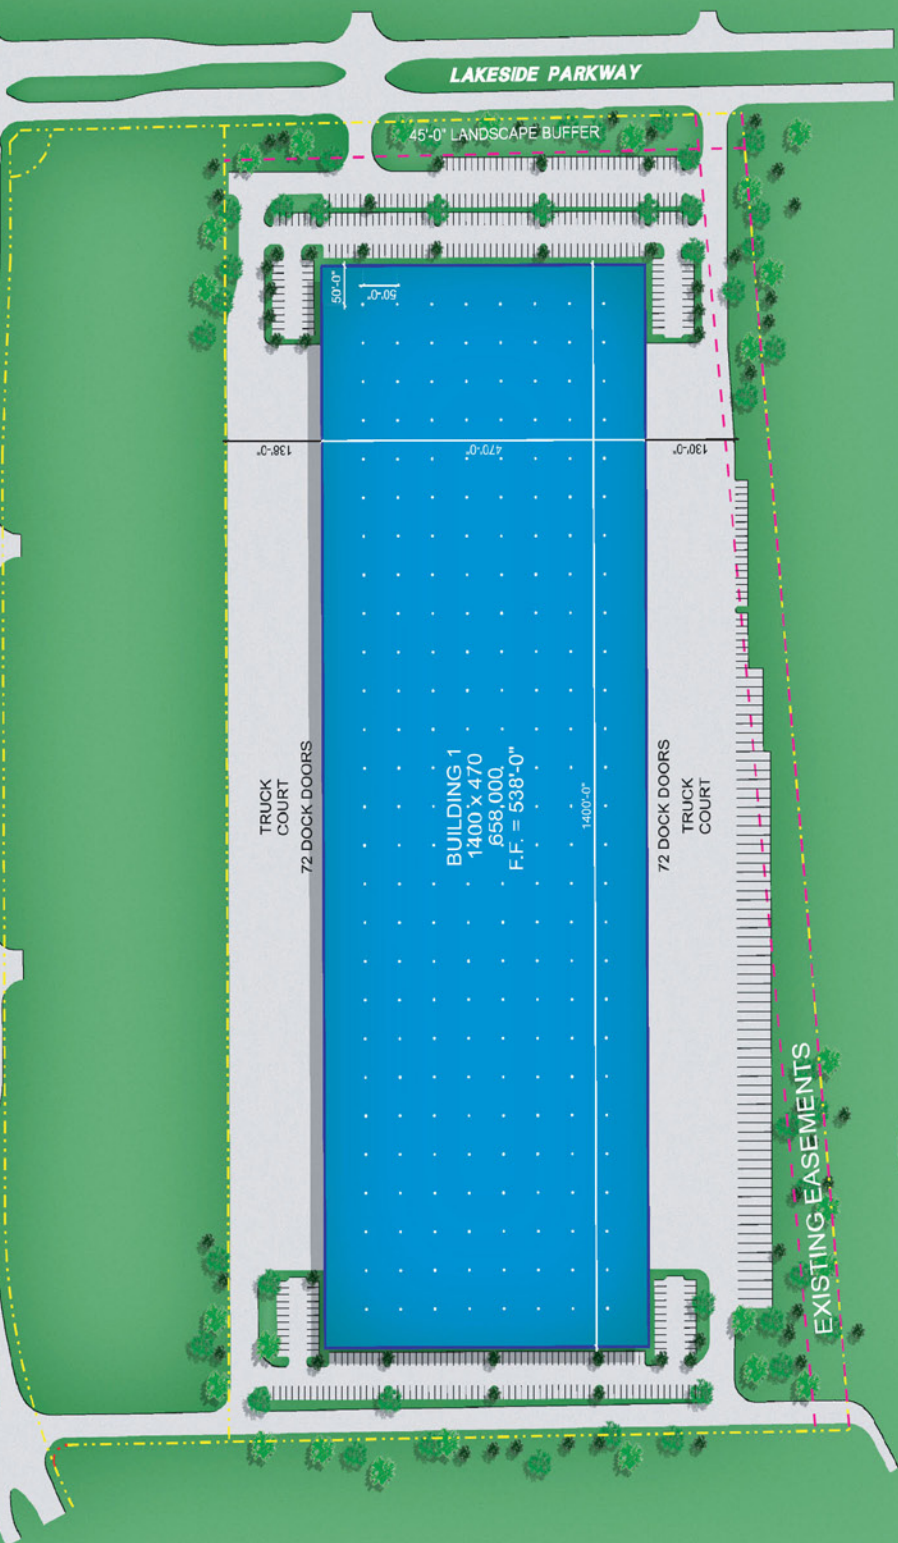 LAKESIDE PARKWAY
45'-0" LANDSCAPE BUFFER
50'-0"
50'-0"
138'-0"
470'-0"
130'-0"
TRUCK
COURT
72 DOCK DOORS
BUILDING 1
1400 x 470
658,000
F.F. = 538'-0"
1400'-0"
72 DOCK DOORS
TRUCK
COURT
EXISTING EASEMENTS